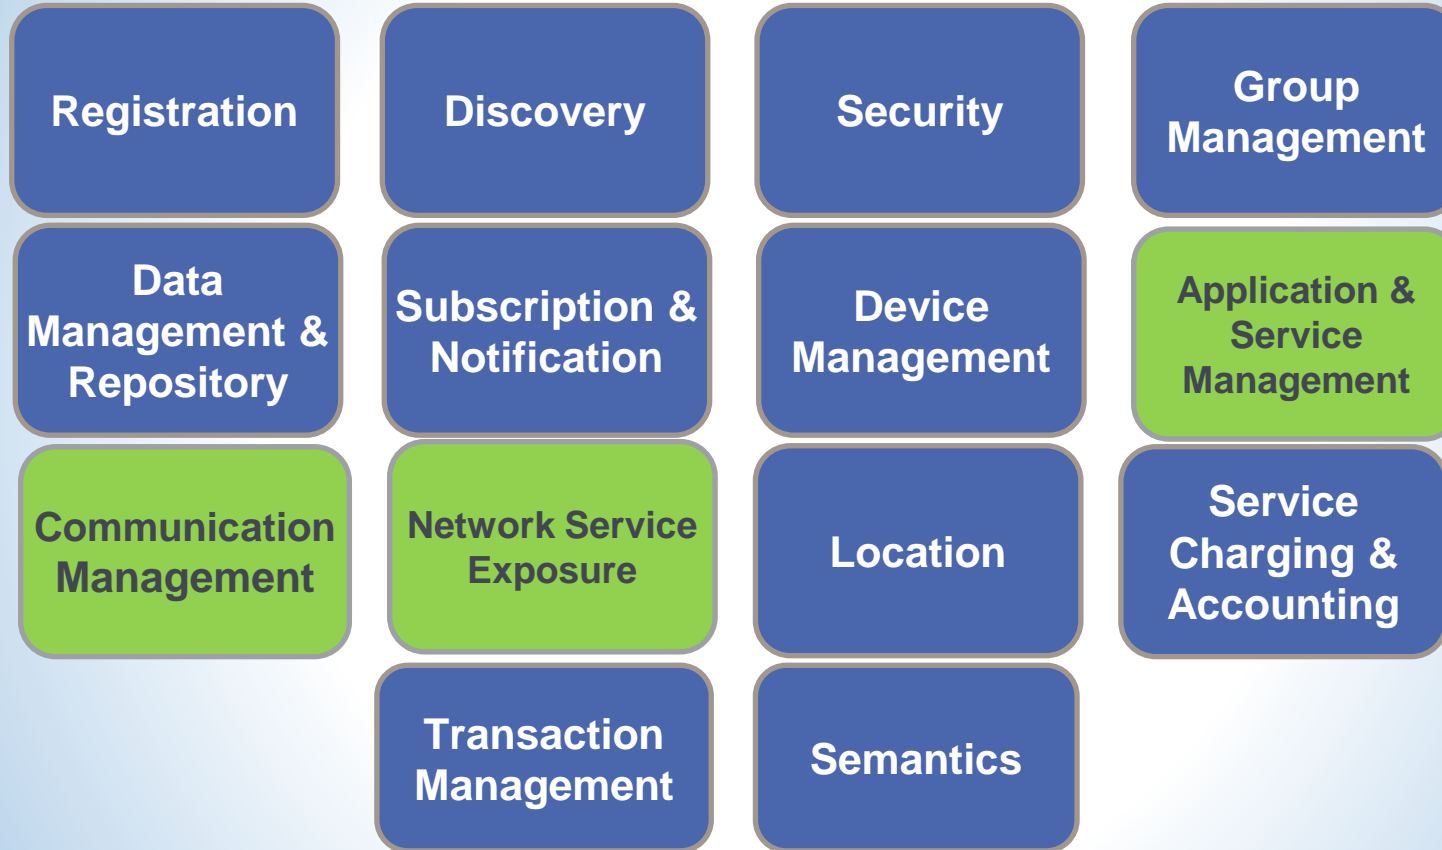 Registration
Discovery
Security
Group
Management
Data
Management &
Repository
Subscription &
Notification
Device
Management
Application &
Service
Management
Communication
Management
Network Service
Exposure
Location
Service
Charging &
Accounting
Transaction
Management
Semantics